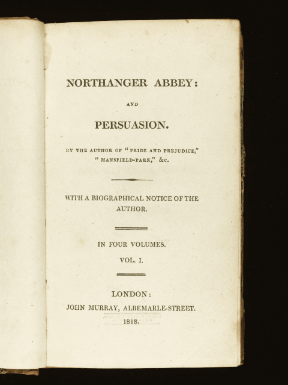 NORTHANGER ABBEY:
AND
PERSUASION.
BY THE AUTHOR OF "PRIDE AND PREJUDICE,"
"MANSFIELD-PARK," &c.
WITH A BIOGRAPHICAL NOTICE OF THE
AUTHOR.
IN FOUR VOLUMES.
VOL. I.
LONDON:
JOHN MURRAY, ALBEMARLE-STREET.
1818.